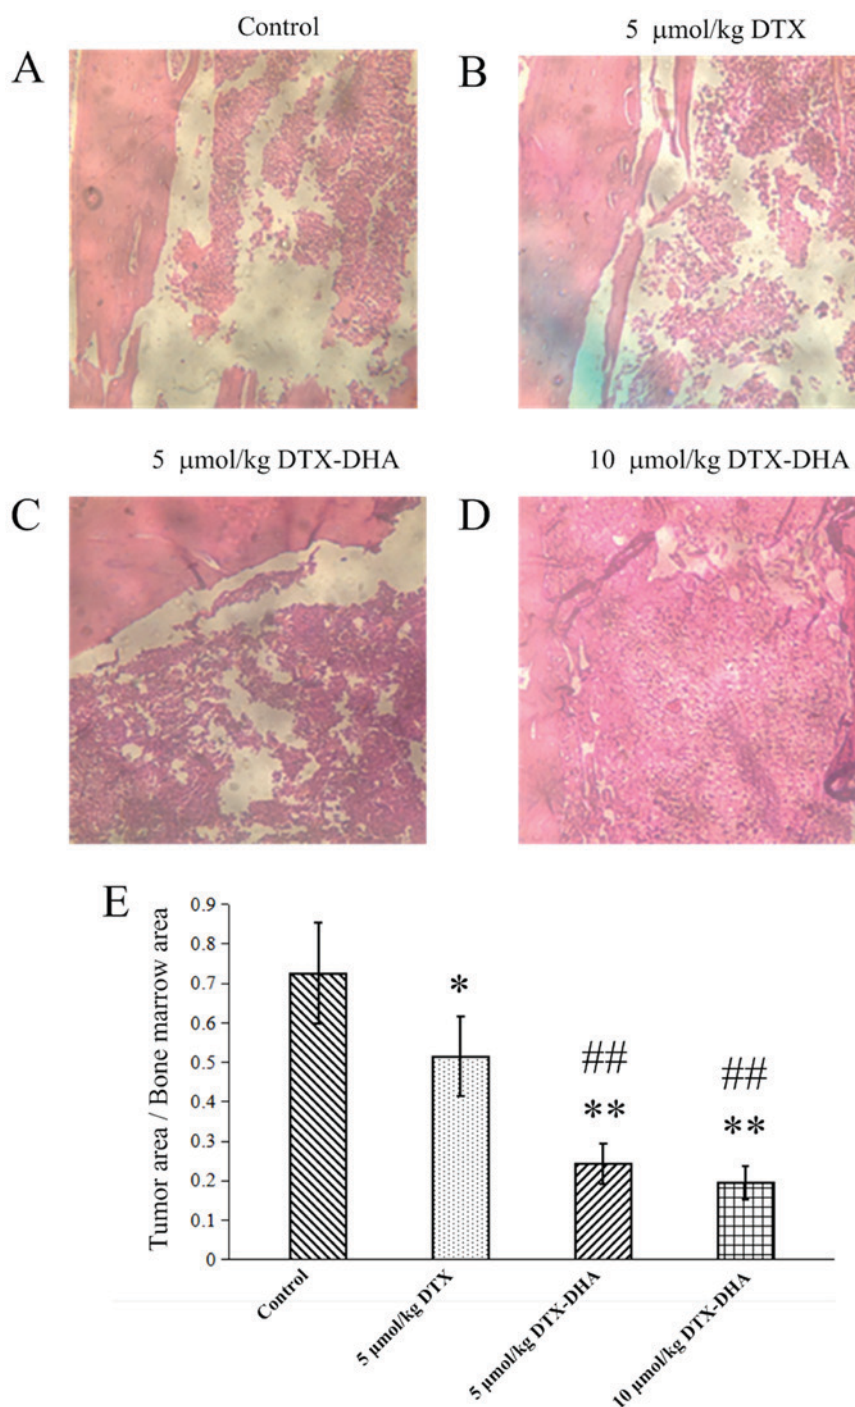 Control
5 μmol/kg DTX
A
B
5 μmol/kg DTX-DHA
10 μmol/kg DTX-DHA
C
D
E
Tumor area / Bone marrow area
0.9
0.8
0.7
0.6
0.5
0.4
0.3
0.2
0.1
0
*
##
**
##
**
Control
5 μmol/kg DTX
5 μmol/kg DTX-DHA
10 μmol/kg DTX-DHA